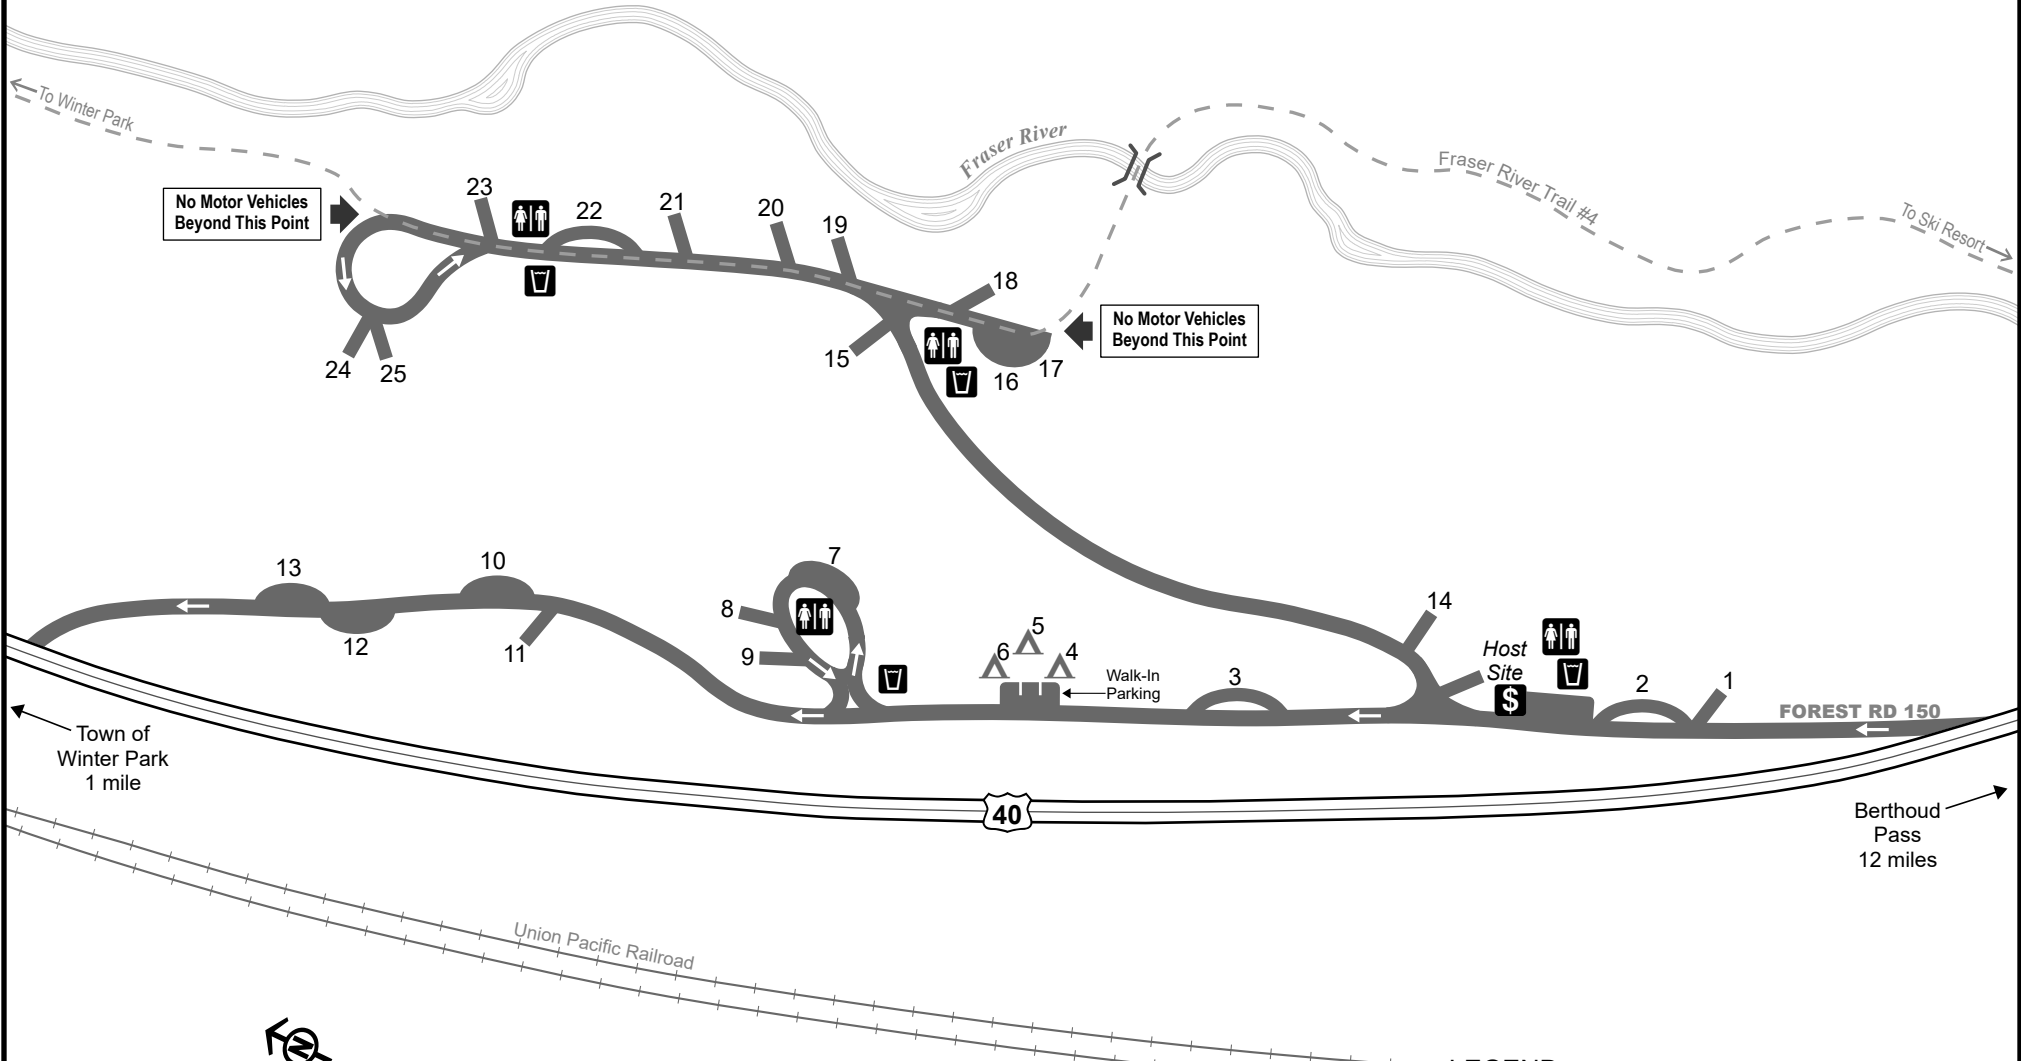 To Winter Park
Fraser River
Fraser River Trail #4
To Ski Resort
No Motor Vehicles
Beyond This Point
23
22
21
20
19
18
No Motor Vehicles
Beyond This Point
15
16
17
24
25
13
10
7
8
9
12
11
5
6
4
Walk-In
Parking
3
14
Host
Site
$
2
1
FOREST RD 150
Town of
Winter Park
1 mile
40
Berthoud
Pass
12 miles
Union Pacific Railroad
N
LEGEND